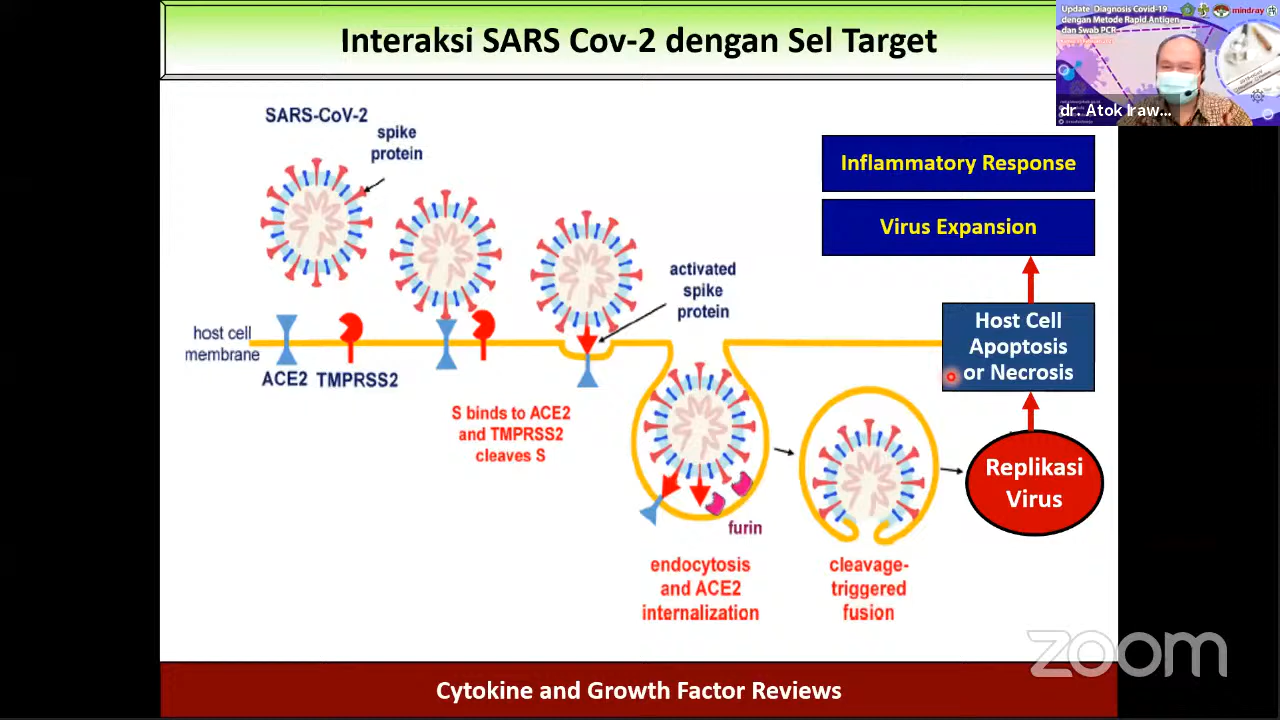 Interaksi SARS Cov-2 dengan Sel Target
Update Diagnosis Covid-19
dengan Metode Rapid Antigen
dan Swab PCR
mindray
dr. Atok Iraw...
SARS-CoV-2
spike
protein
Inflammatory Response
Virus Expansion
activated
spike
protein
host cell
membrane
ACE2 TMPRSS2
Host Cell
Apoptosis
or Necrosis
S binds to ACE2
and TMPRSS2
cleaves S
Replikasi
Virus
furin
endocytosis
and ACE2
internalization
cleavage-
triggered
fusion
zoom
Cytokine and Growth Factor Reviews